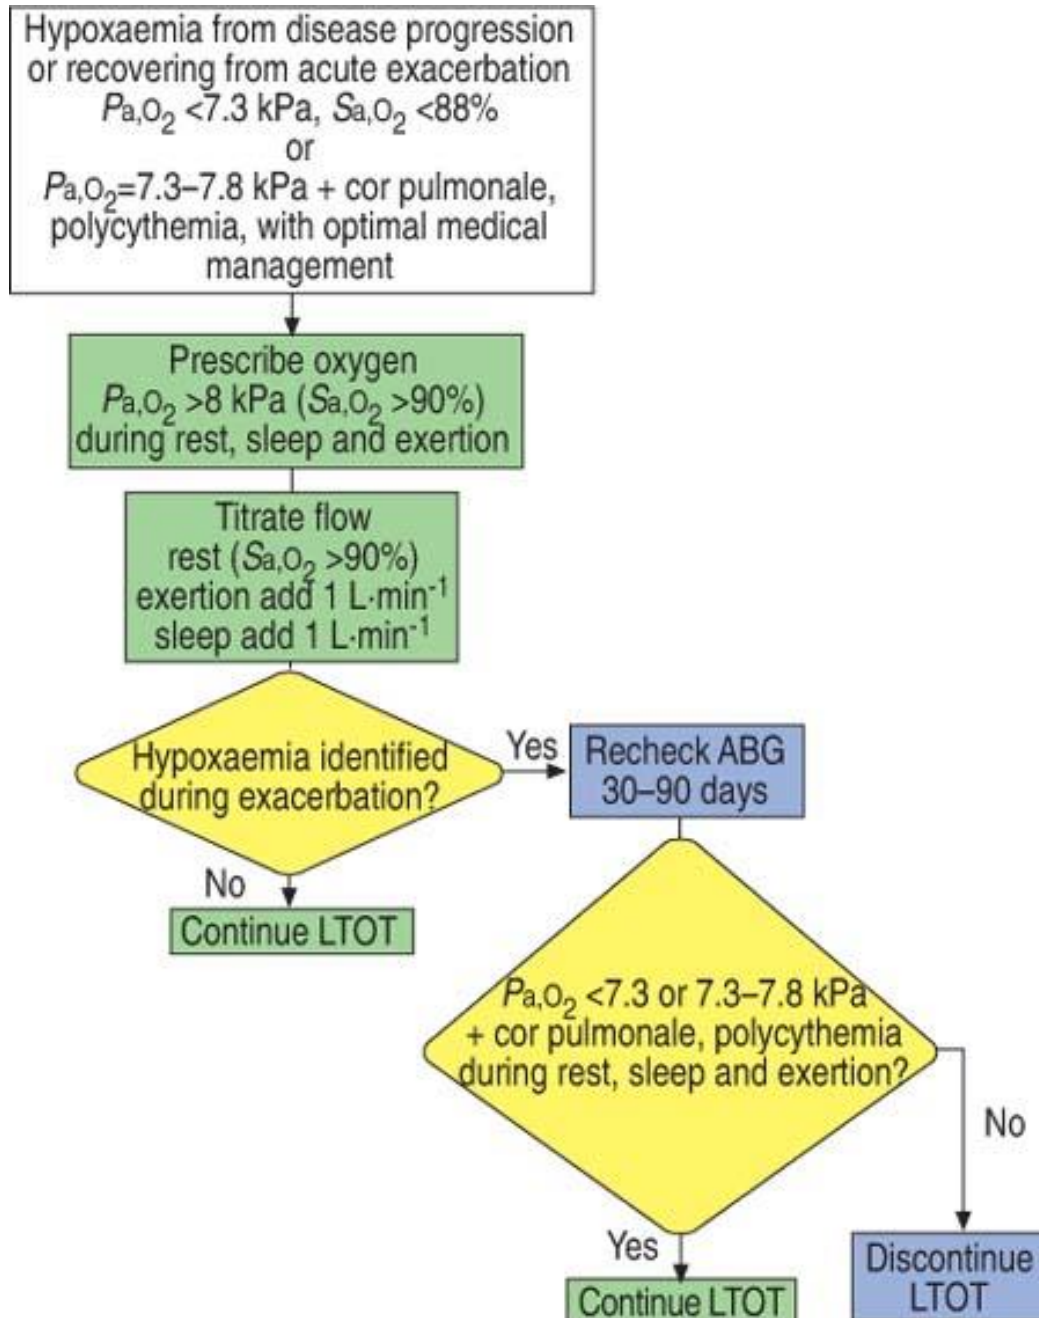 Hypoxaemia from disease progression
or recovering from acute exacerbation
Pa,O₂ <7.3 kPa, Sa,O₂ <88%
or
Pa,O₂=7.3–7.8 kPa + cor pulmonale,
polycythemia, with optimal medical
management
Prescribe oxygen
Pa,O₂ >8 kPa (Sa,O₂ >90%)
during rest, sleep and exertion
Titrate flow
rest (Sa,O₂ >90%)
exertion add 1 L·min⁻¹
sleep add 1 L·min⁻¹
Hypoxaemia identified
during exacerbation?
Yes
Recheck ABG
30–90 days
No
Continue LTOT
Pa,O₂ <7.3 or 7.3–7.8 kPa
+ cor pulmonale, polycythemia
during rest, sleep and exertion?
No
Yes
Continue LTOT
Discontinue
LTOT